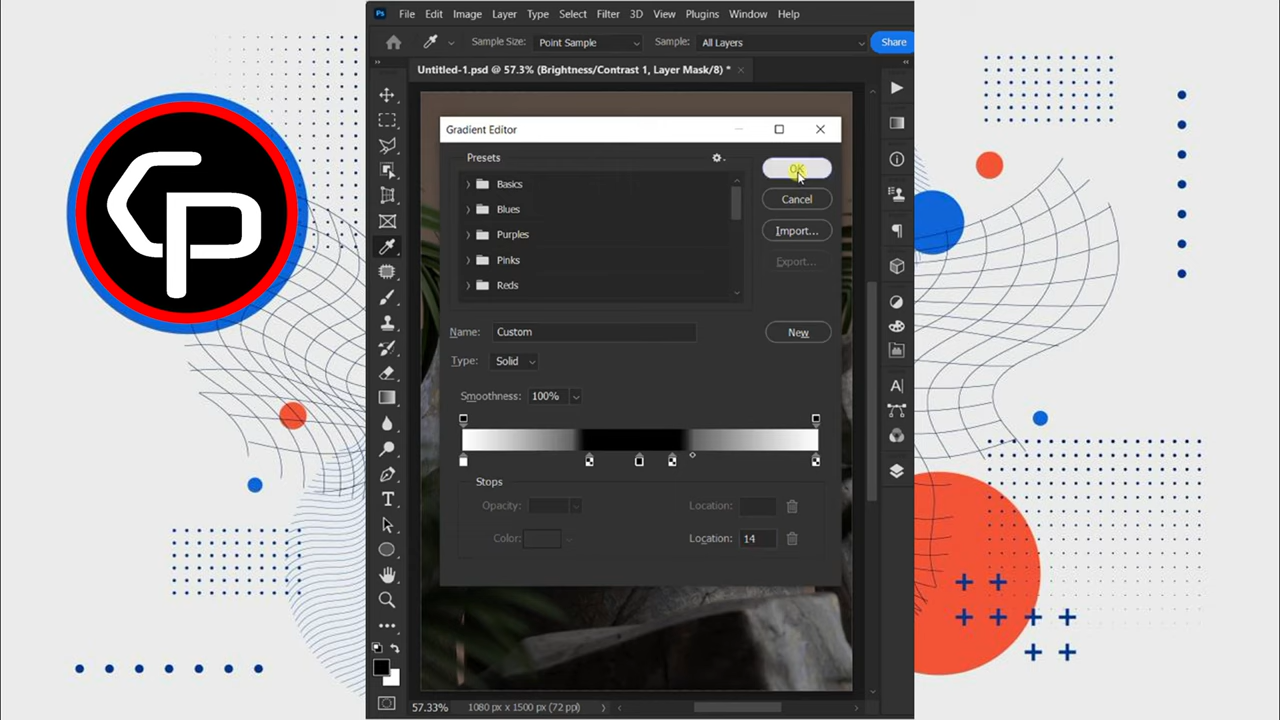 Ps File Edit Image Layer Type Select Filter 3D View Plugins Window Help
Sample Size: Point Sample Sample: All Layers Share
Untitled-1.psd @ 57.3% (Brightness/Contrast 1, Layer Mask/8) *
CP
Gradient Editor
Presets
OK
Basics
Cancel
Blues
Purples
Import...
Pinks
Export...
Reds
Name: Custom
New
Type: Solid
Smoothness: 100%
Stops
Opacity:
Location:
Color:
Location: 14
57.33% 1080 px x 1500 px (72 ppi)